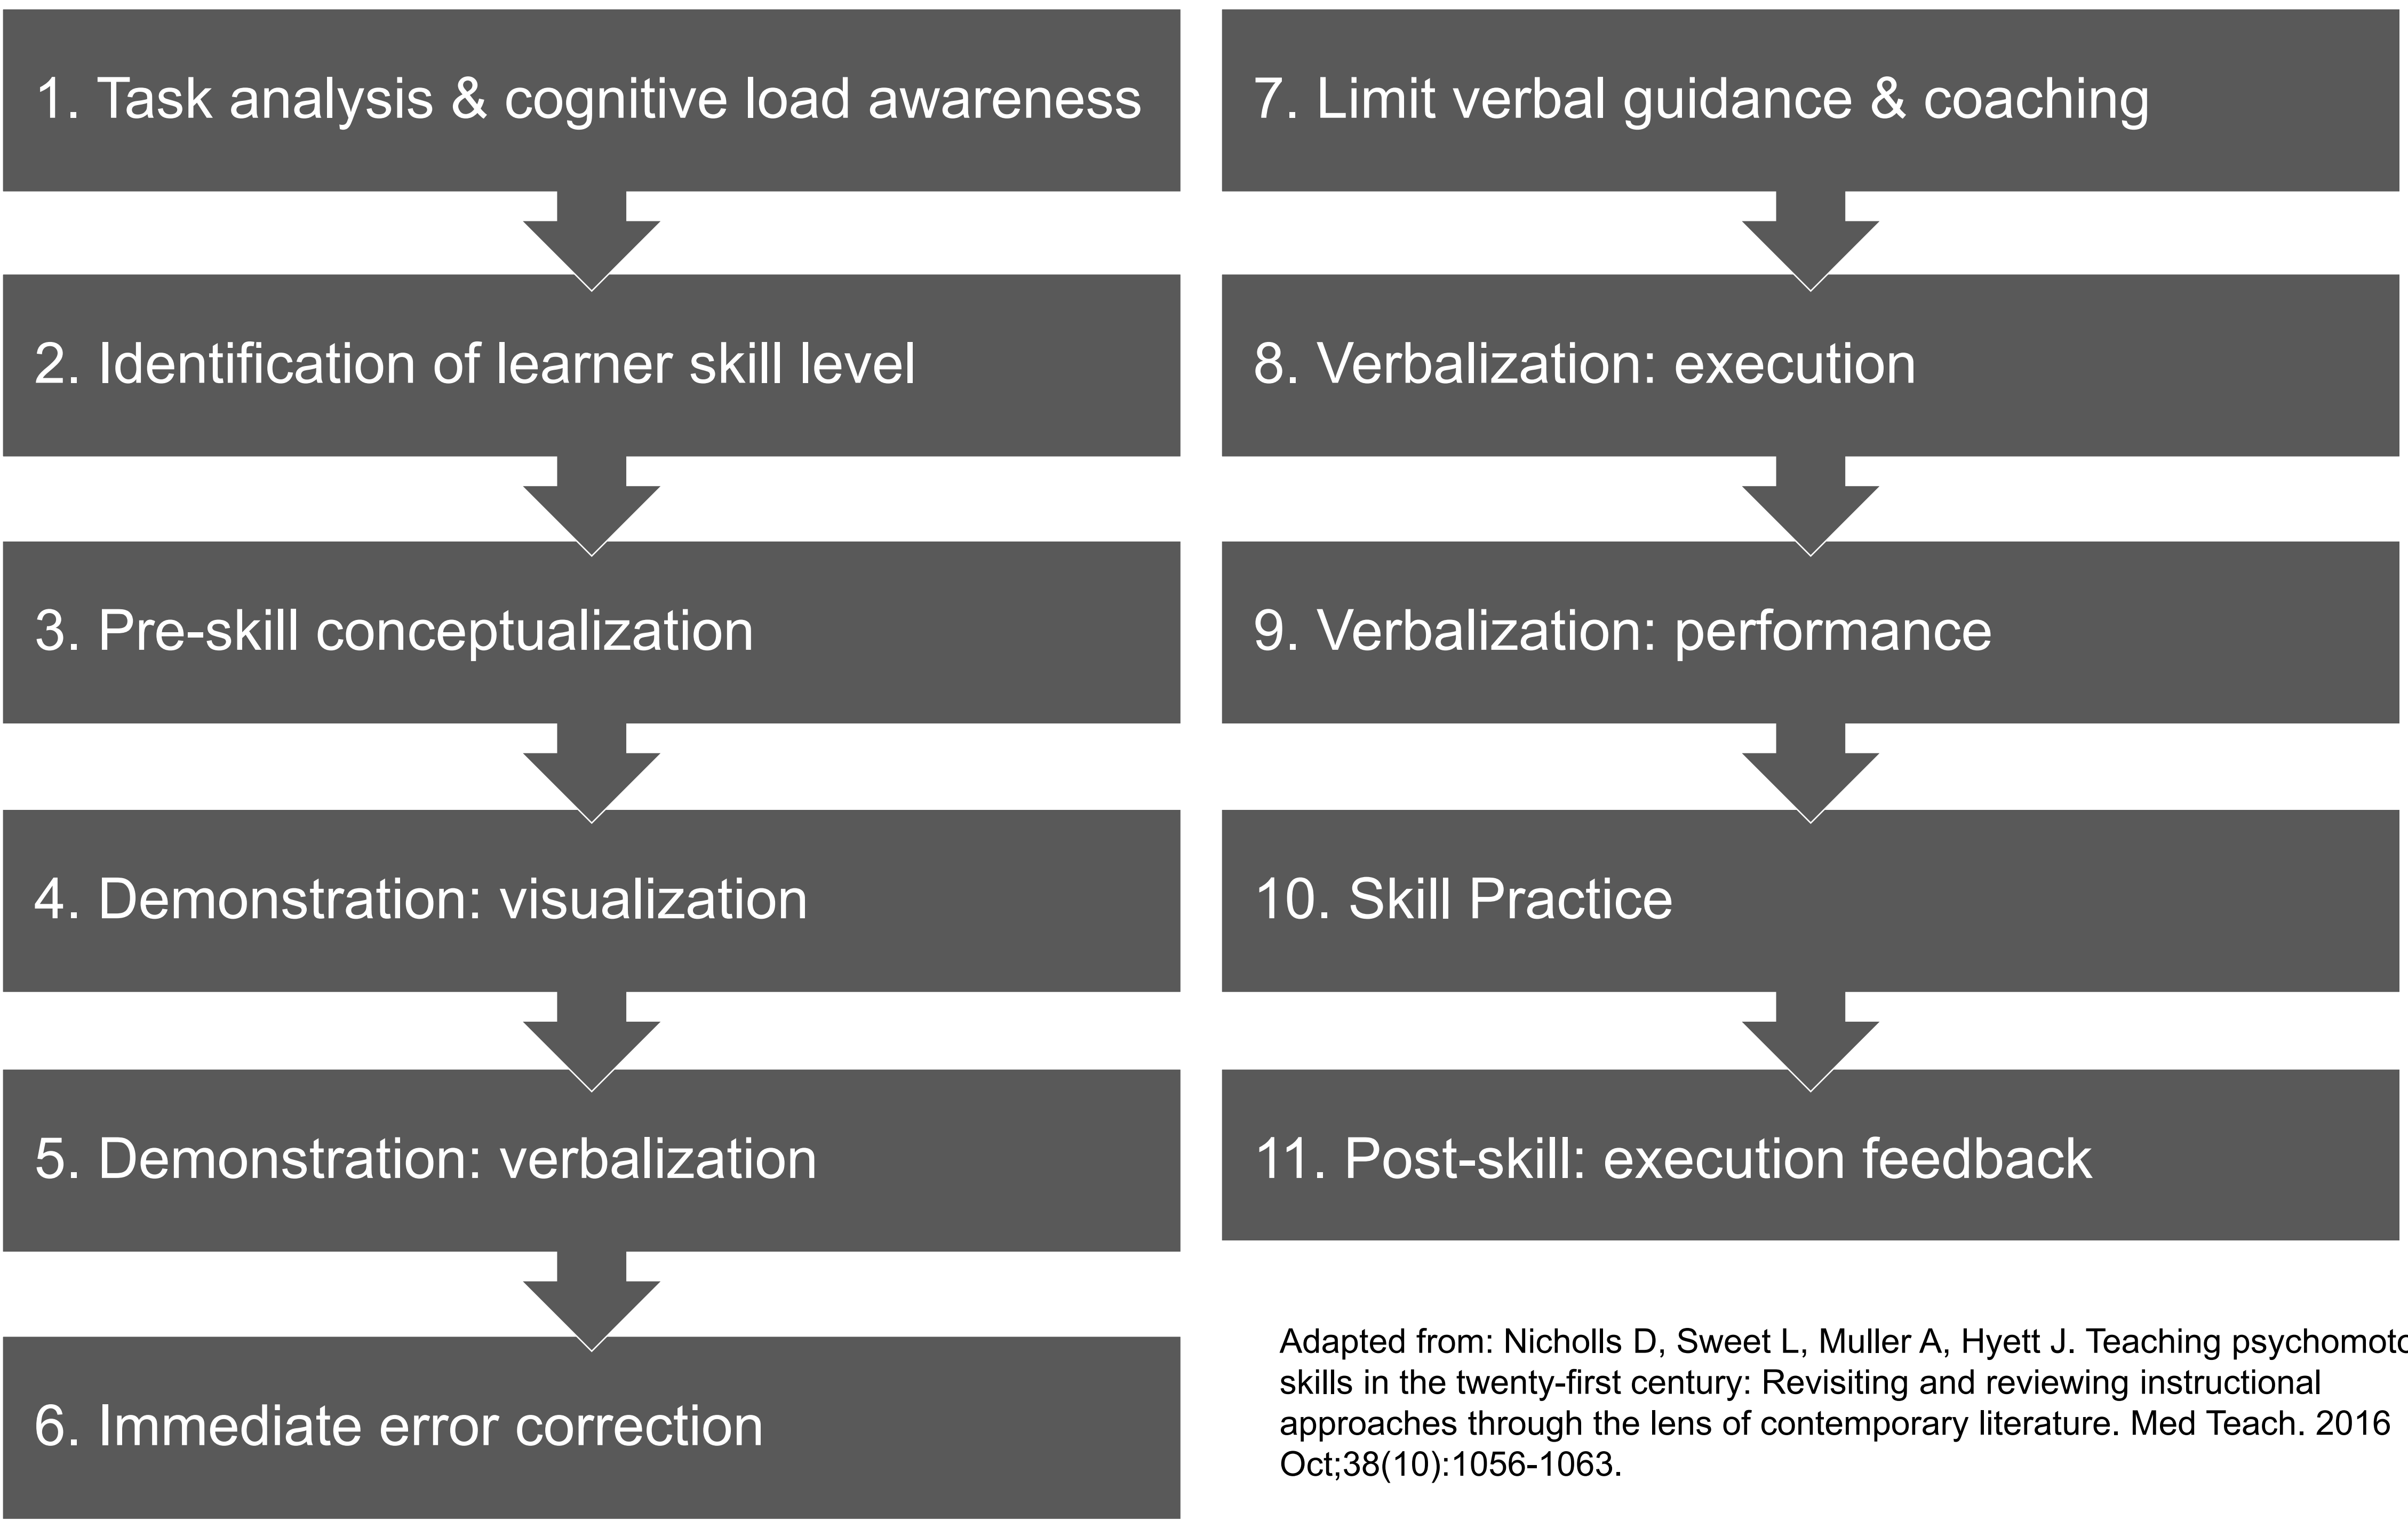 1. Task analysis & cognitive load awareness
2. Identification of learner skill level
3. Pre-skill conceptualization
4. Demonstration: visualization
5. Demonstration: verbalization
6. Immediate error correction
7. Limit verbal guidance & coaching
8. Verbalization: execution
9. Verbalization: performance
10. Skill Practice
11. Post-skill: execution feedback
Adapted from: Nicholls D, Sweet L, Muller A, Hyett J. Teaching psychomoto
skills in the twenty-first century: Revisiting and reviewing instructional
approaches through the lens of contemporary literature. Med Teach. 2016
Oct;38(10):1056-1063.